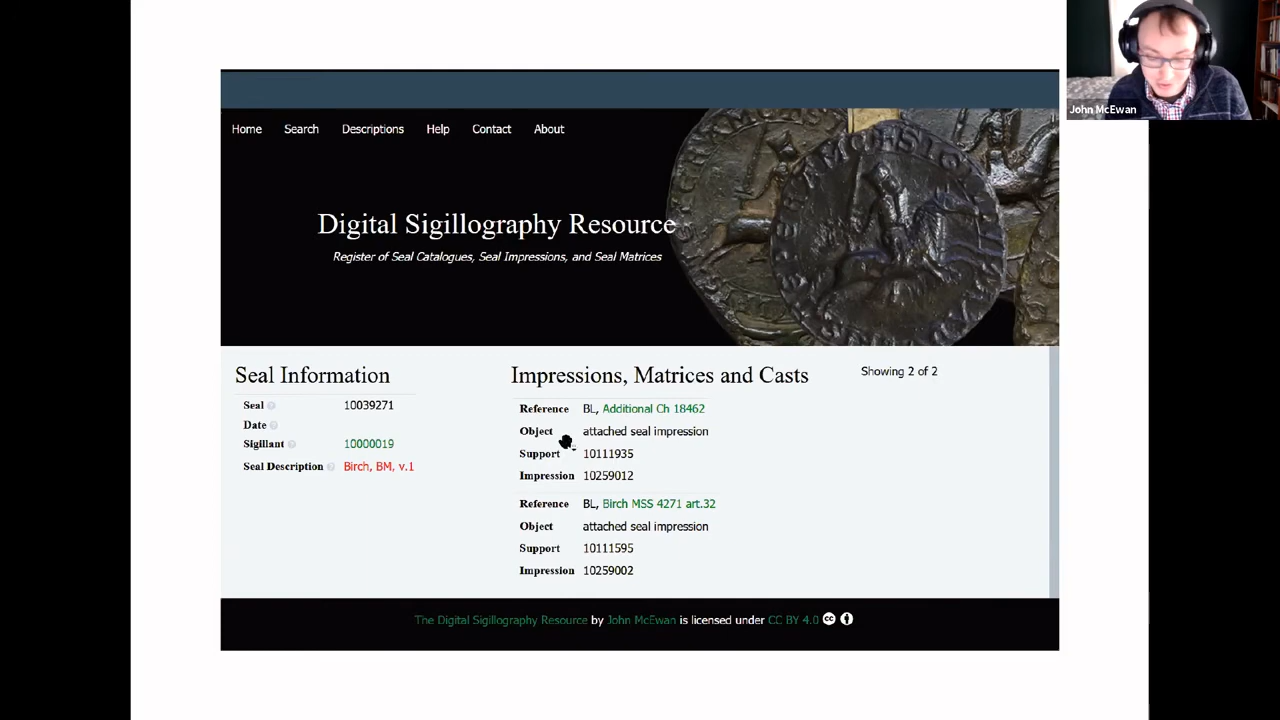 John McEwan
Home Search Descriptions Help Contact About
Digital Sigillography Resource
Register of Seal Catalogues, Seal Impressions, and Seal Matrices
Seal Information
Seal 10039271
Date
Sigillant 10000019
Seal Description Birch, BM, v.1
Impressions, Matrices and Casts
Reference BL, Additional Ch 18462
Object attached seal impression
Support 10111935
Impression 10259012
Reference BL, Birch MSS 4271 art.32
Object attached seal impression
Support 10111595
Impression 10259002
Showing 2 of 2
The Digital Sigillography Resource by John McEwan is licensed under CC BY 4.0